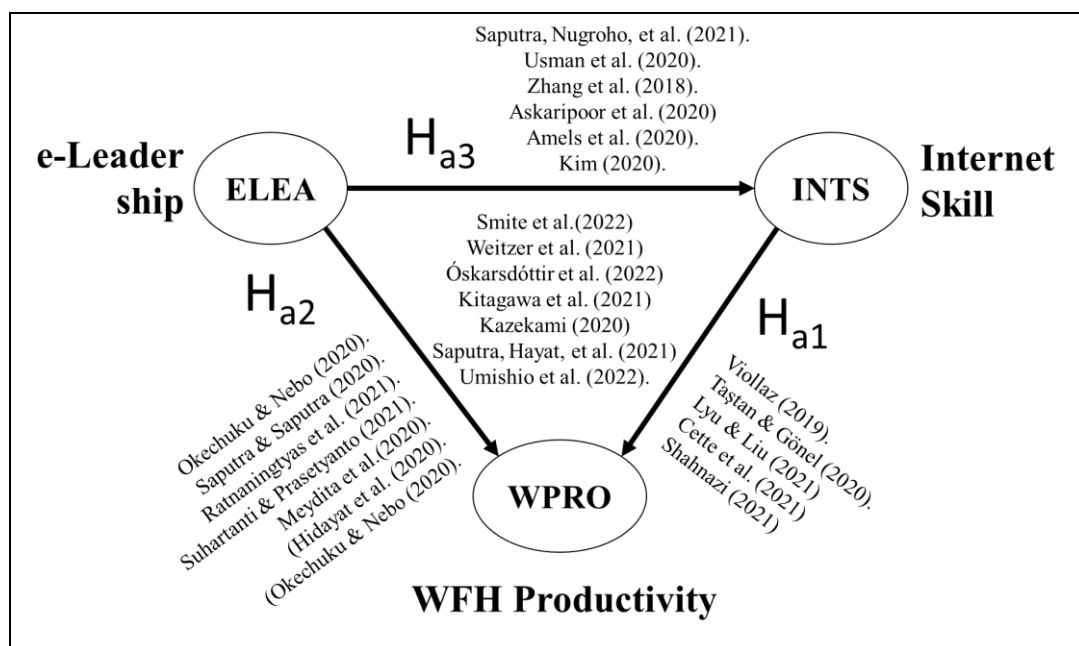 Saputra, Nugroho, et al. (2021).
Usman et al. (2020).
Zhang et al. (2018).
Askaripoor et al. (2020)
Amels et al. (2020).
Kim (2020).
e-Leader
ship
ELEA
Ha3
INTS
Internet
Skill
Smite et al.(2022)
Weitzer et al. (2021)
Óskarsdóttir et al. (2022)
Kitagawa et al. (2021)
Kazekami (2020)
Saputra, Hayat, et al. (2021)
Umishio et al. (2022).
Ha2
Ha1
Okechuku & Nebo (2020).
Saputra & Saputra (2020).
Ratnaningtyas et al. (2021).
Suhartanti & Prasetyanto (2021).
Meydita et al. (2020).
(Hidayat et al. (2020).
(Okechuku & Nebo (2020).
Viollaz (2019).
Taştan & Gönel (2020).
Lyu & Liu (2021)
Cette et al. (2021)
Shahnazi (2021)
WPRO
WFH Productivity